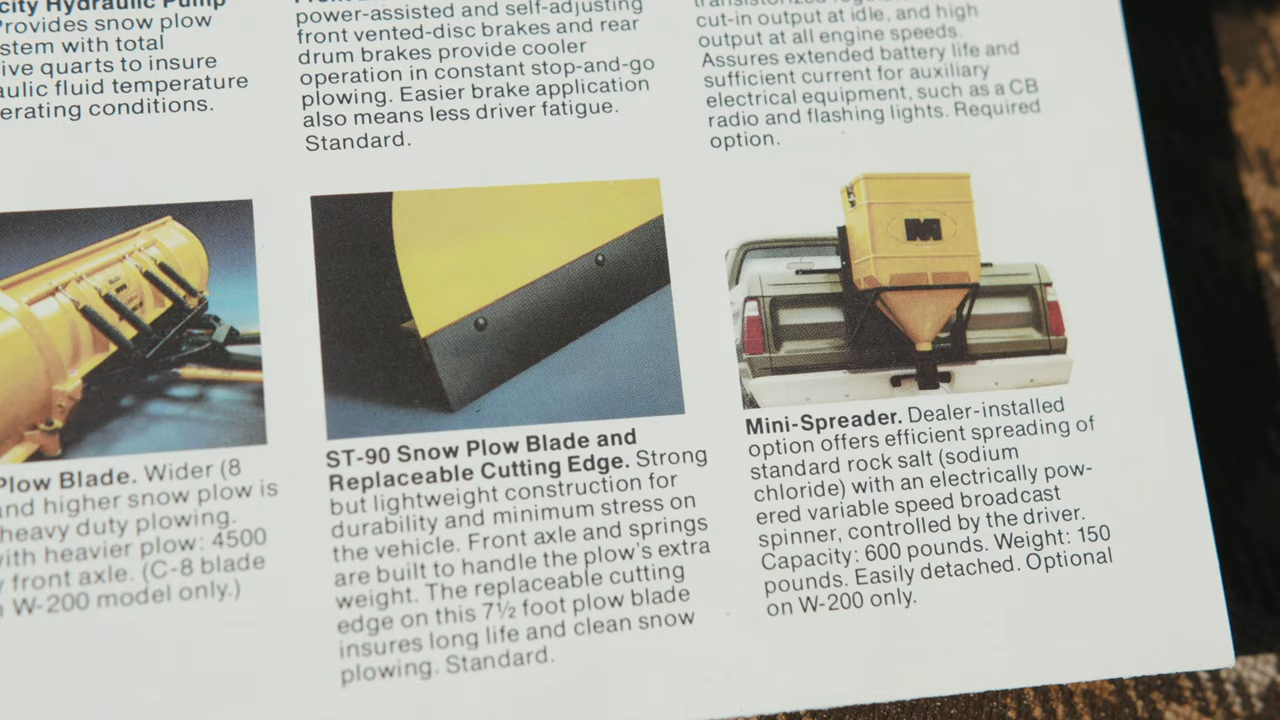 city Hydraulic Pump
Provides snow plow
stem with total
ive quarts to insure
aulic fluid temperature
erating conditions.
power-assisted and self-adjusting
front vented-disc brakes and rear
drum brakes provide cooler
operation in constant stop-and-go
plowing. Easier brake application
also means less driver fatigue.
Standard.
cut-in output at idle, and high
output at all engine speeds.
Assures extended battery life and
sufficient current for auxiliary
electrical equipment, such as a CB
radio and flashing lights. Required
option.
Plow Blade. Wider (8
and higher snow plow is
heavy duty plowing.
with heavier plow: 4500
front axle. (C-8 blade
W-200 model only.)
ST-90 Snow Plow Blade and
Replaceable Cutting Edge. Strong
but lightweight construction for
durability and minimum stress on
the vehicle. Front axle and springs
are built to handle the plow's extra
weight. The replaceable cutting
edge on this 7½ foot plow blade
insures long life and clean snow
plowing. Standard.
M
Mini-Spreader. Dealer-installed
option offers efficient spreading of
standard rock salt (sodium
chloride) with an electrically pow-
ered variable speed broadcast
spinner, controlled by the driver.
Capacity: 600 pounds. Weight: 150
pounds. Easily detached. Optional
on W-200 only.